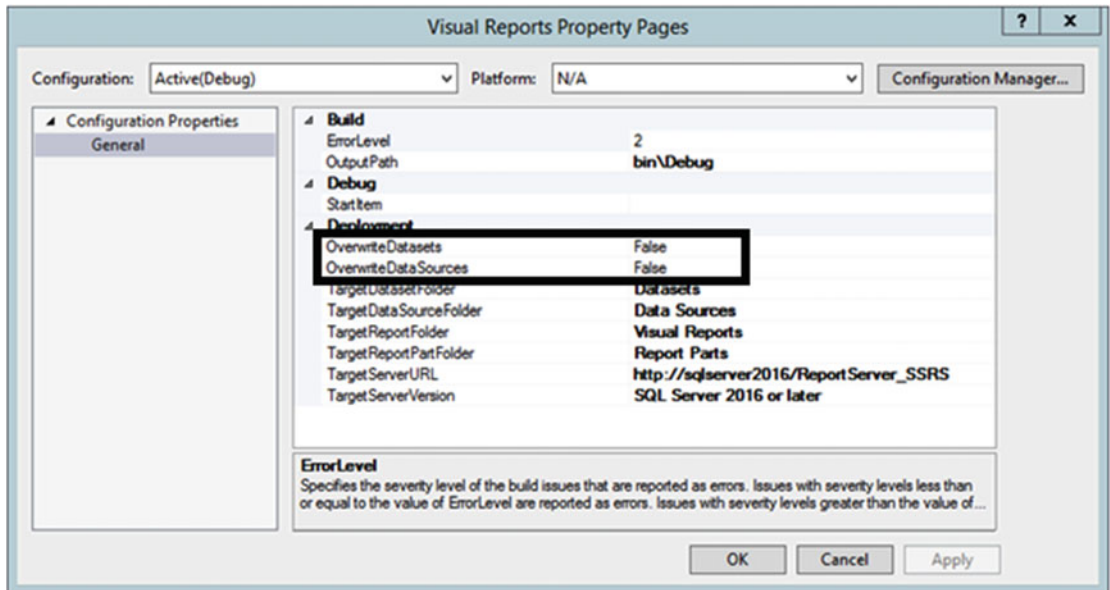 Visual Reports Property Pages
? x
Configuration: Active(Debug) Platform: N/A Configuration Manager...
Configuration Properties
General
Build
ErrorLevel 2
OutputPath bin\Debug
Debug
StartItem
Deployment
OverwriteDatasets False
OverwriteDataSources False
TargetDatasetFolder Datasets
TargetDataSourceFolder Data Sources
TargetReportFolder Visual Reports
TargetReportPartFolder Report Parts
TargetServerURL http://sqlserver2016/ReportServer_SSRS
TargetServerVersion SQL Server 2016 or later
ErrorLevel
Specifies the severity level of the build issues that are reported as errors. Issues with severity levels less than
or equal to the value of ErrorLevel are reported as errors. Issues with severity levels greater than the value of...
OK Cancel Apply